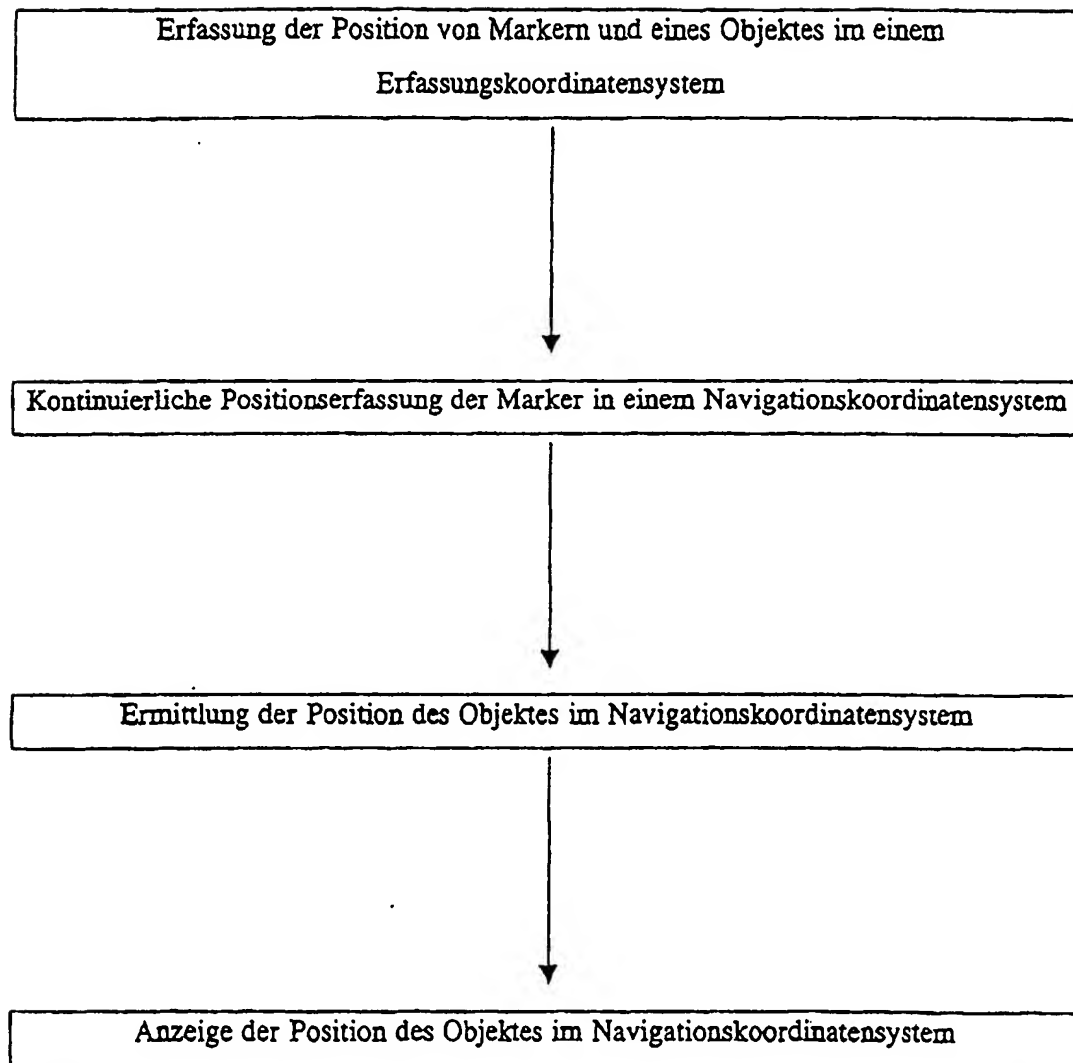 Erfassung der Position von Markern und eines Objektes im einem
Erfassungskoordinatensystem
Kontinuierliche Positionserfassung der Marker in einem Navigationskoordinatensystem
Ermittlung der Position des Objektes im Navigationskoordinatensystem
Anzeige der Position des Objektes im Navigationskoordinatensystem